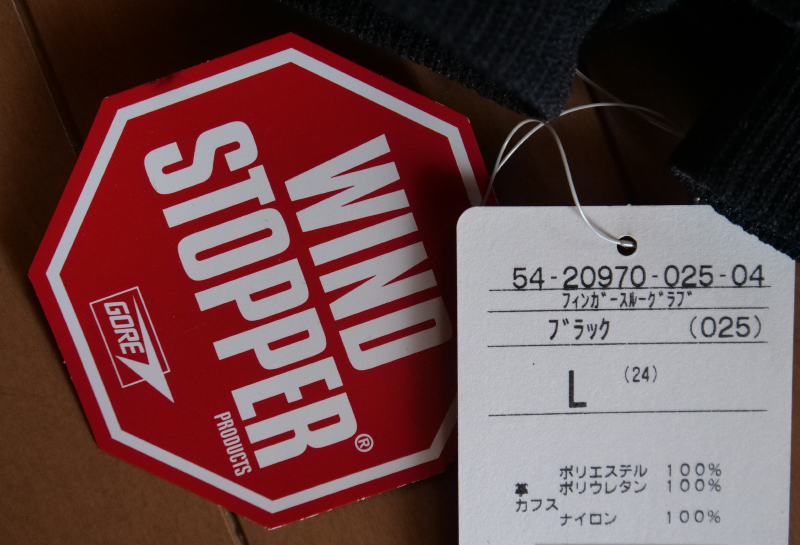 WIND
STOPPER®
PRODUCTS
GORE
54-20970-025-04
フィンガースルーグラブ
ブラック (025)
L (24)
ポリエステル 100%
ポリウレタン 100%
カフス
ナイロン 100%